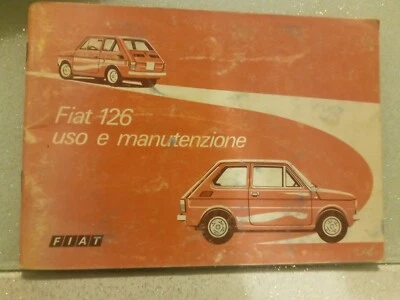 Fiat 126
uso e manutenzione
FIAT